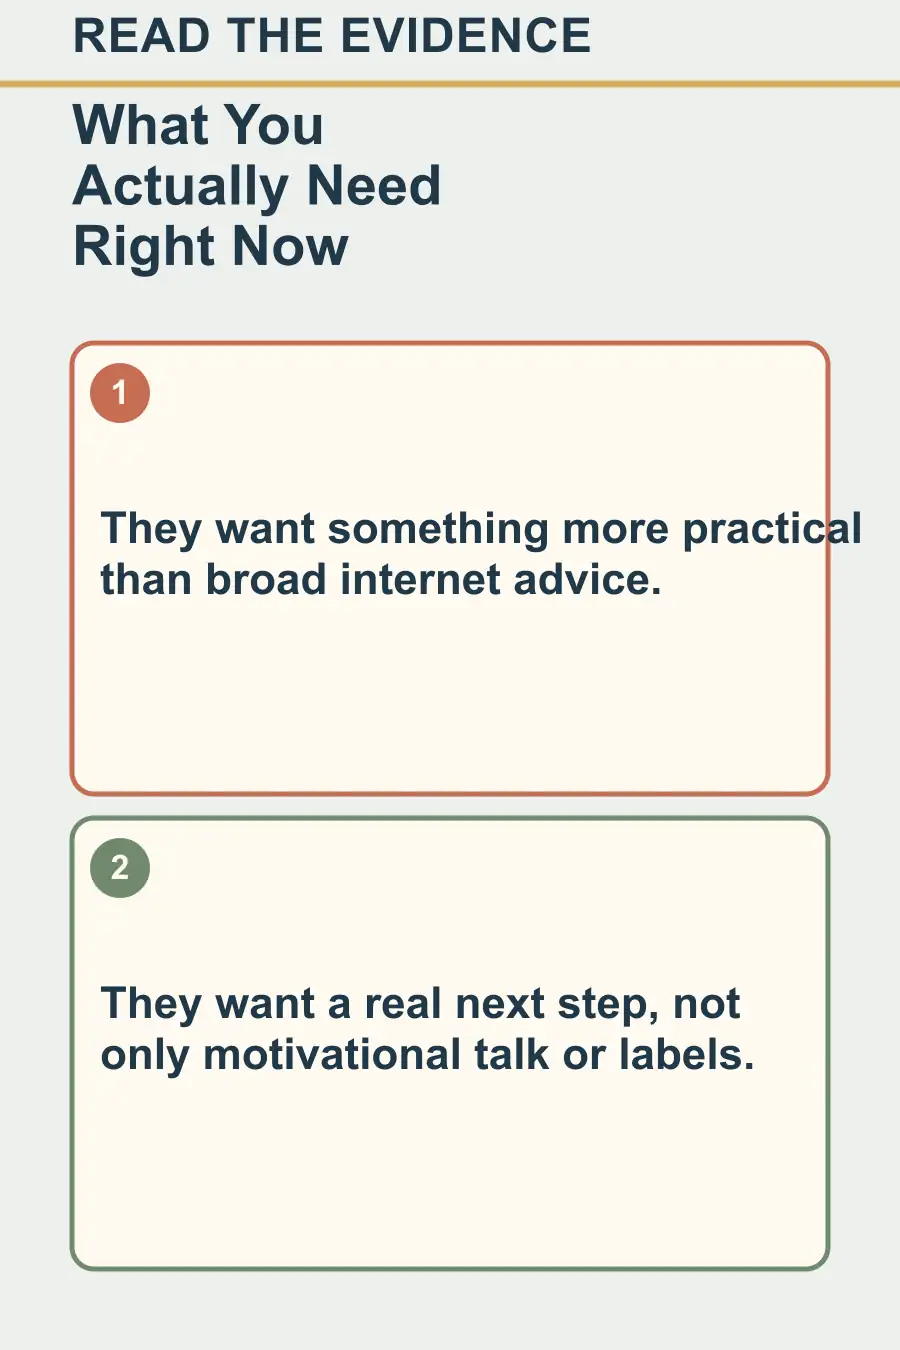 READ THE EVIDENCE
What You
Actually Need
Right Now
1
They want something more practical
than broad internet advice.
2
They want a real next step, not
only motivational talk or labels.